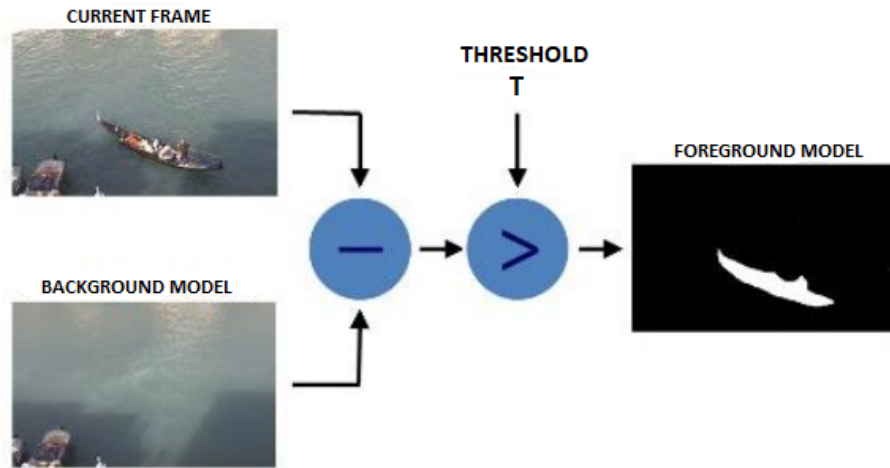 CURRENT FRAME
THRESHOLD
T
FOREGROUND MODEL
−
>
BACKGROUND MODEL